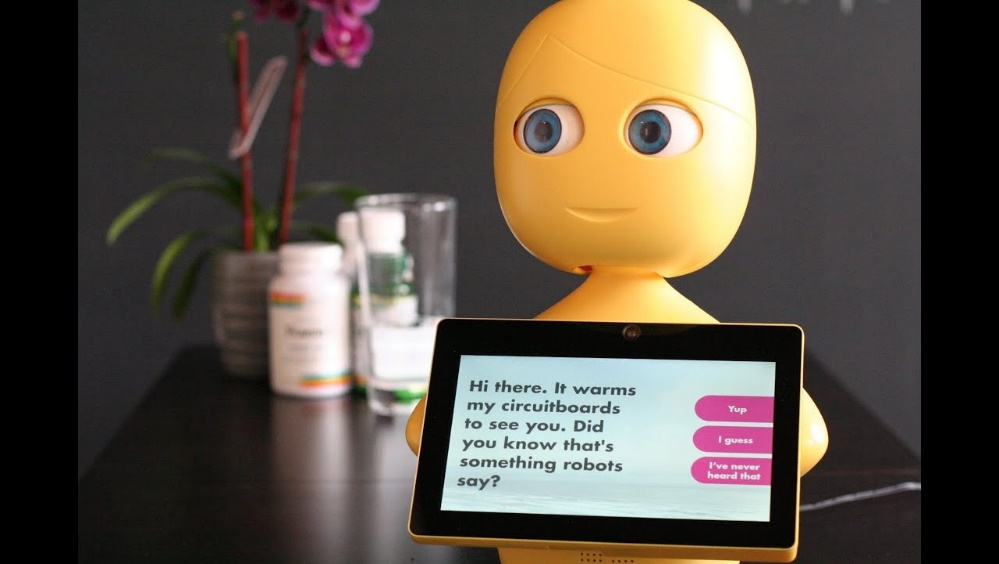 Hi there. It warms
my circuitboards
to see you. Did
you know that's
something robots
say?
Yup
I guess
I've never
heard that